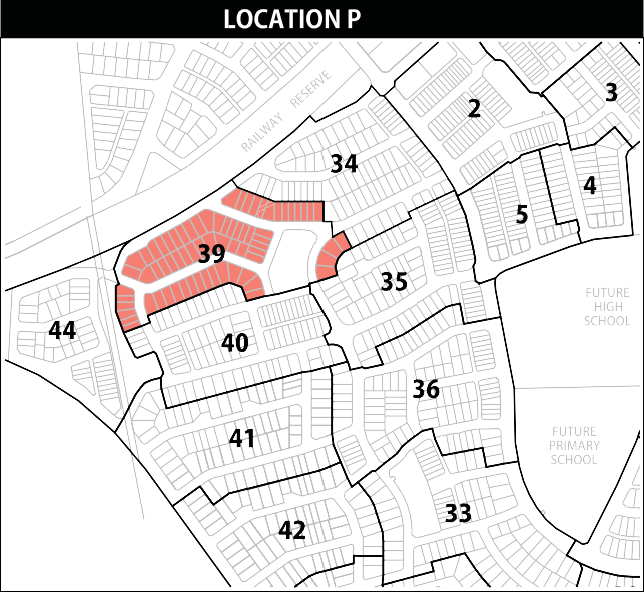 LOCATION P
RAILWAY RESERVE
3
2
34
4
5
39
35
44
40
FUTURE
HIGH
SCHOOL
36
41
FUTURE
PRIMARY
SCHOOL
33
42